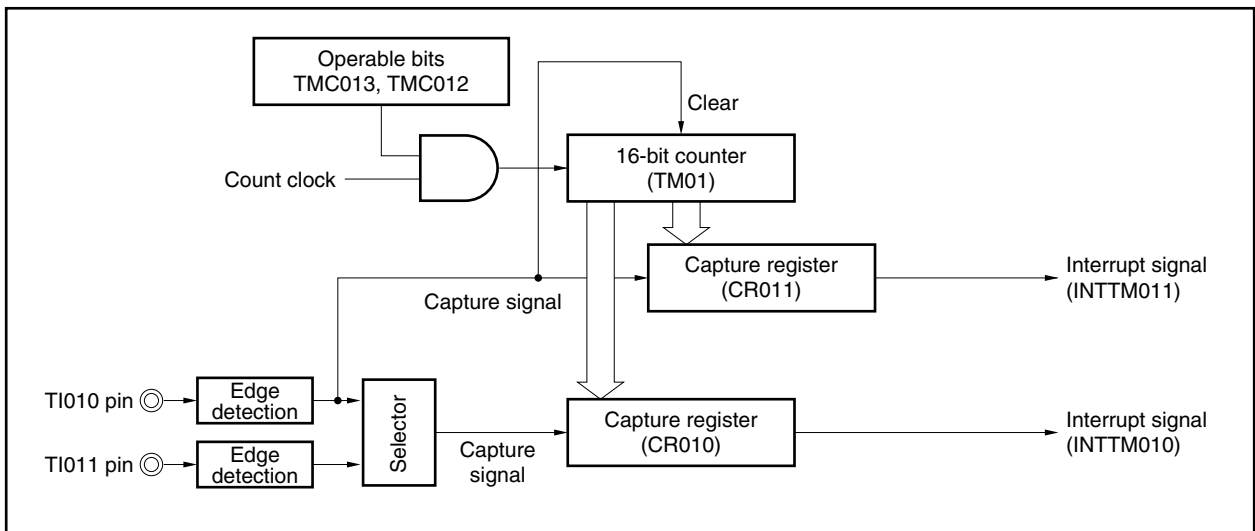 Operable bits
TMC013, TMC012
Clear
16-bit counter
(TM01)
Count clock
Capture register
(CR011)
Interrupt signal
(INTTM011)
Capture signal
TI010 pin
Edge
detection
Selector
Capture register
(CR010)
Interrupt signal
(INTTM010)
Capture
signal
TI011 pin
Edge
detection